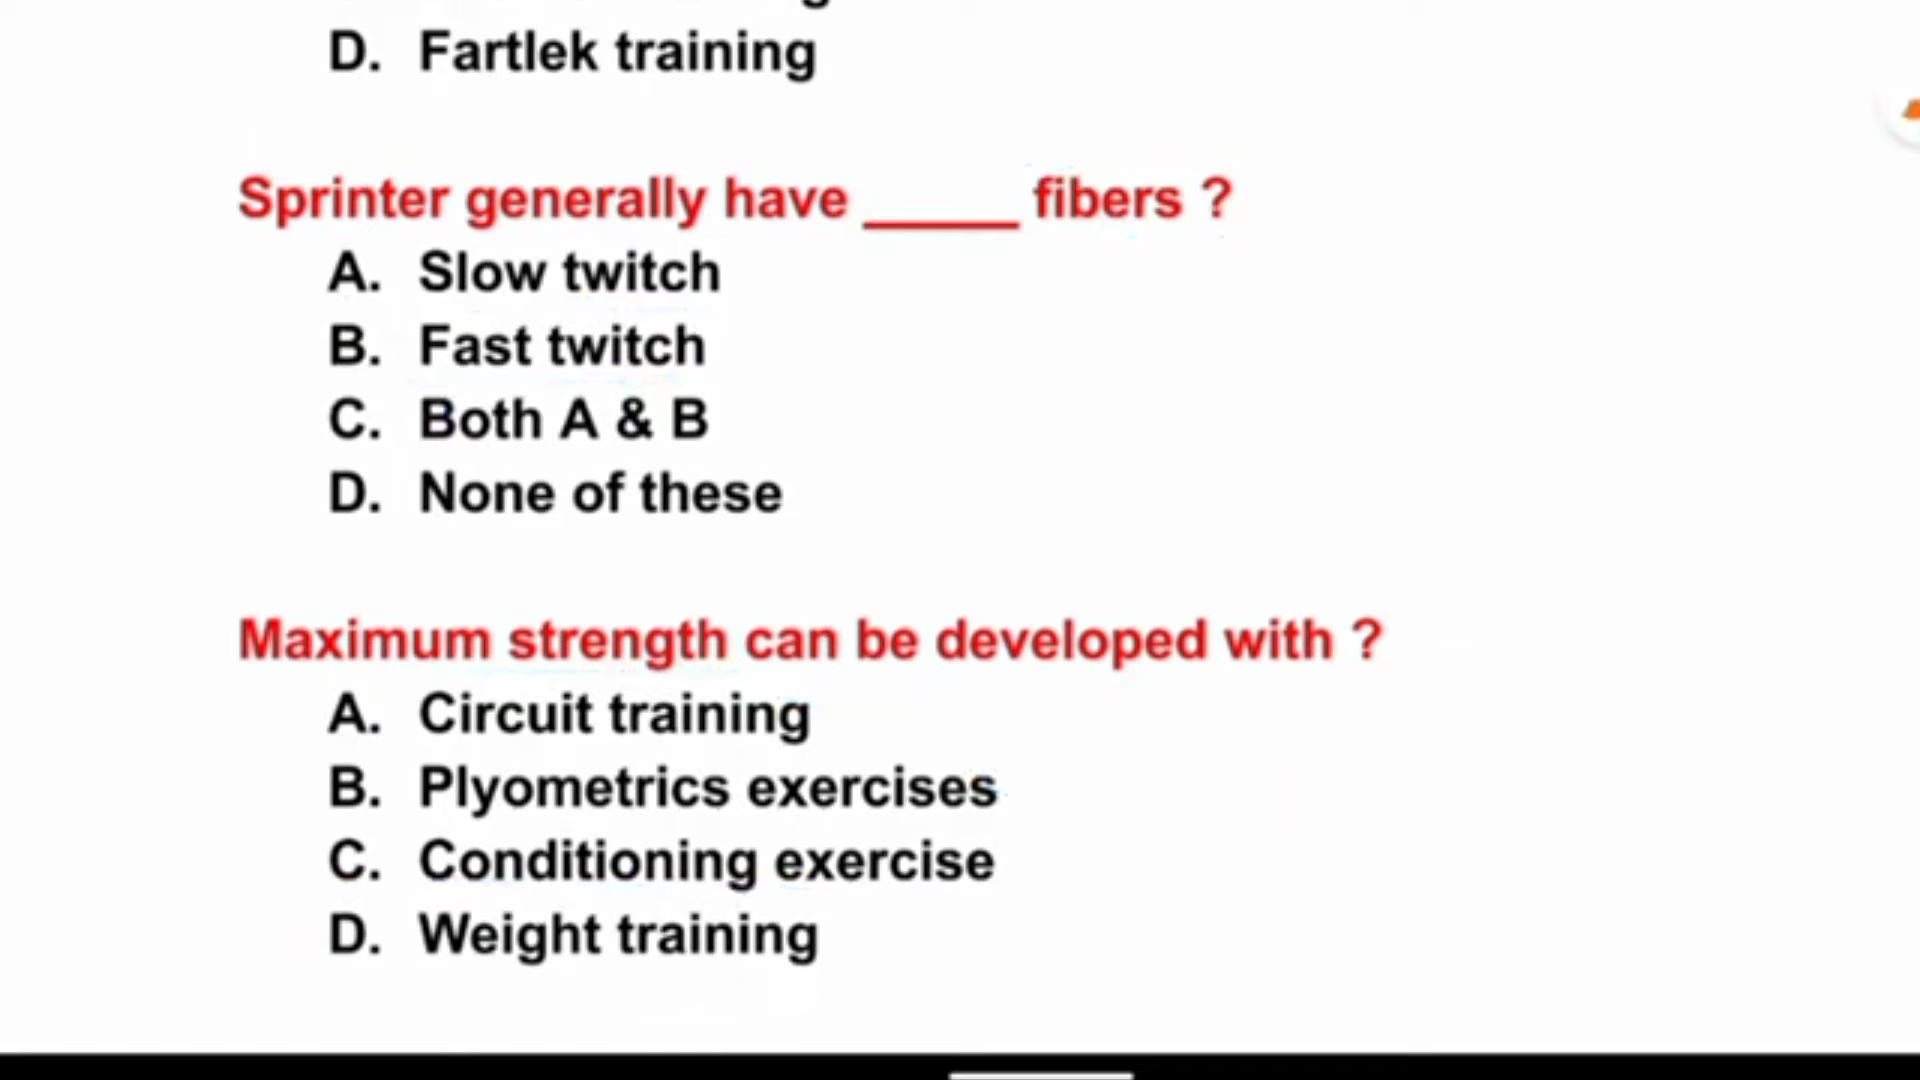 D. Fartlek training
Sprinter generally have _____ fibers ?
A. Slow twitch
B. Fast twitch
C. Both A & B
D. None of these
Maximum strength can be developed with ?
A. Circuit training
B. Plyometrics exercises
C. Conditioning exercise
D. Weight training